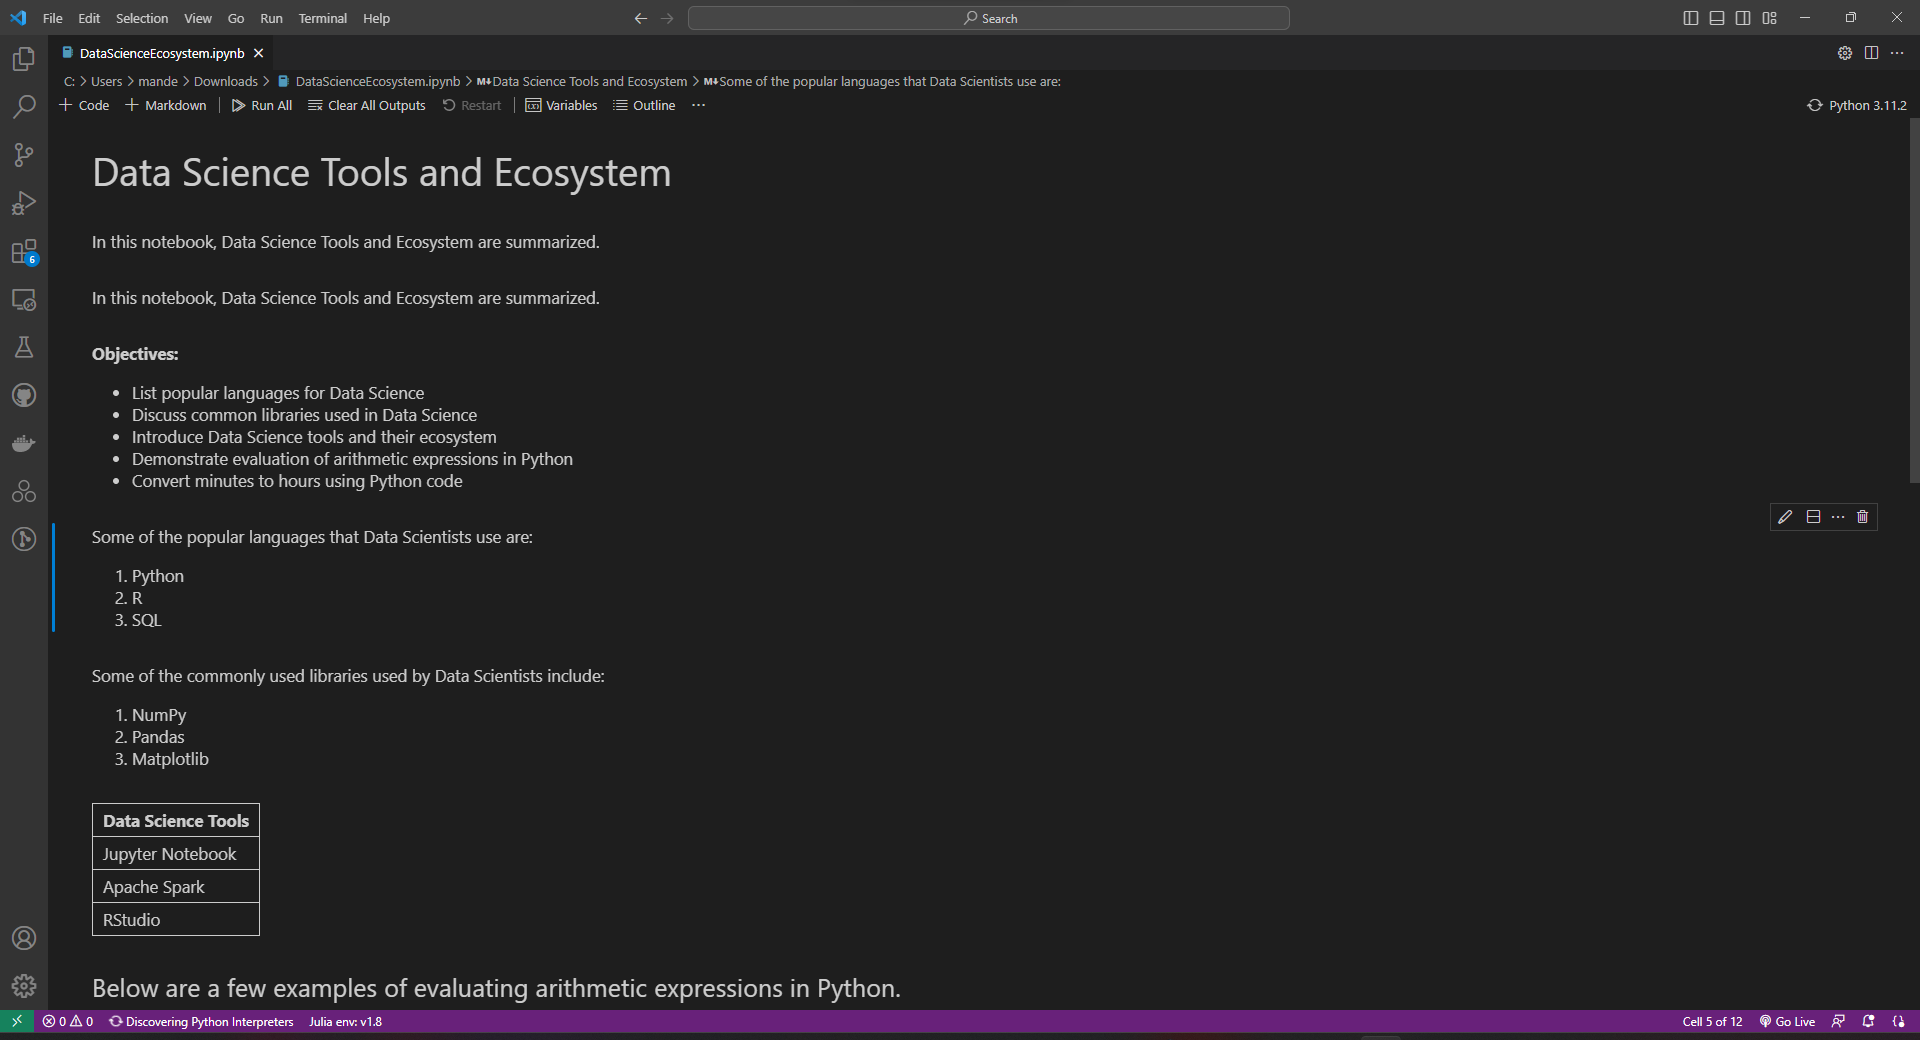 File Edit Selection View Go Run Terminal Help
Search
DataScienceEcosystem.ipynb
C: > Users > mande > Downloads > DataScienceEcosystem.ipynb > M↓Data Science Tools and Ecosystem > M↓Some of the popular languages that Data Scientists use are:
+ Code + Markdown Run All Clear All Outputs Restart Variables Outline ···
Python 3.11.2
Data Science Tools and Ecosystem
In this notebook, Data Science Tools and Ecosystem are summarized.
In this notebook, Data Science Tools and Ecosystem are summarized.
Objectives:
• List popular languages for Data Science
• Discuss common libraries used in Data Science
• Introduce Data Science tools and their ecosystem
• Demonstrate evaluation of arithmetic expressions in Python
• Convert minutes to hours using Python code
Some of the popular languages that Data Scientists use are:
1. Python
2. R
3. SQL
Some of the commonly used libraries used by Data Scientists include:
1. NumPy
2. Pandas
3. Matplotlib
Data Science Tools
Jupyter Notebook
Apache Spark
RStudio
Below are a few examples of evaluating arithmetic expressions in Python.
6
0 0 Discovering Python Interpreters Julia env: v1.8
Cell 5 of 12 Go Live